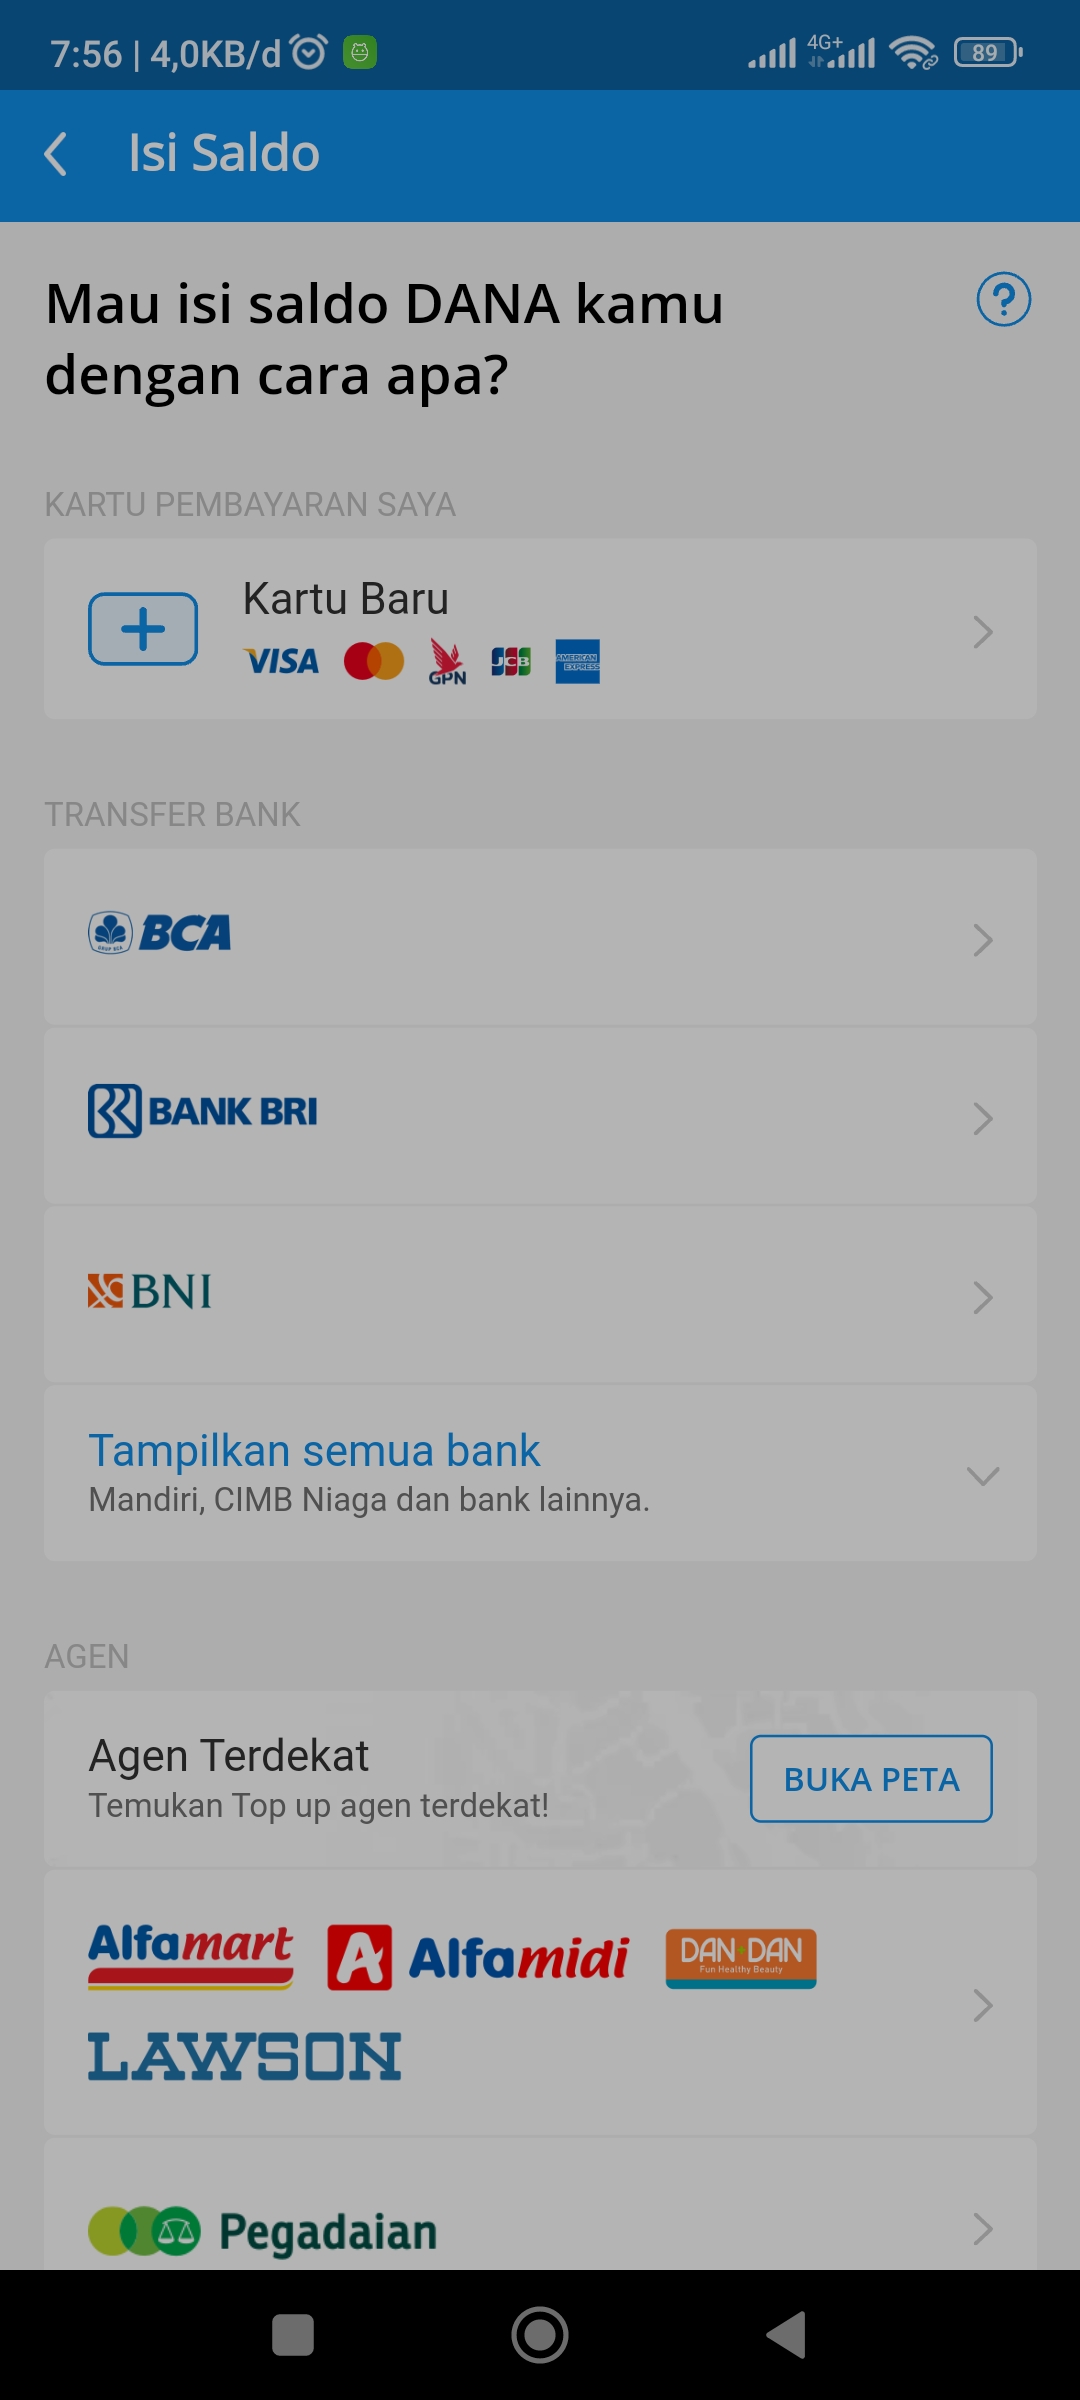 7:56 | 4,0KB/d 4G+ 89
Isi Saldo
Mau isi saldo DANA kamu
dengan cara apa?
?
KARTU PEMBAYARAN SAYA
Kartu Baru
VISA GPN JCB AMERICAN EXPRESS
TRANSFER BANK
BCA
BANK BRI
BNI
Tampilkan semua bank
Mandiri, CIMB Niaga dan bank lainnya.
AGEN
Agen Terdekat
Temukan Top up agen terdekat!
BUKA PETA
Alfamart A Alfamidi DAN+DAN
Fun Healthy Beauty
LAWSON
Pegadaian